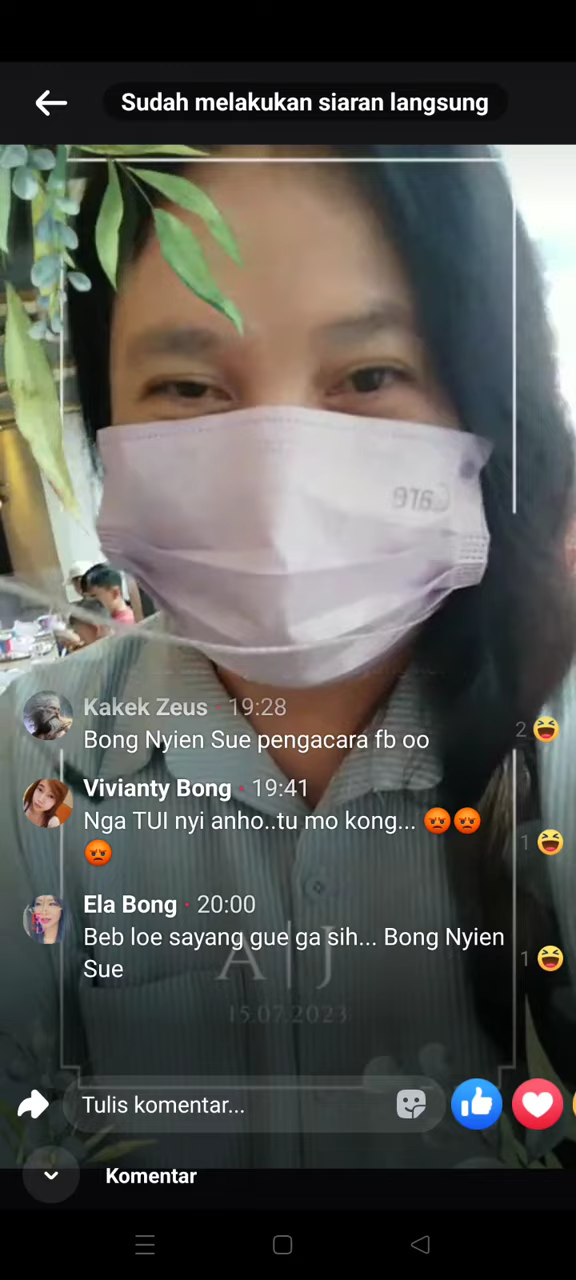 Sudah melakukan siaran langsung
Care
Kakek Zeus · 19:28
Bong Nyien Sue pengacara fb oo
2
Vivianty Bong · 19:41
Nga TUI nyi anho..tu mo kong... 😡😡
😡
1
Ela Bong · 20:00
Beb loe sayang gue ga sih... Bong Nyien
Sue
1
A | J
15.07.2023
Tulis komentar...
Komentar